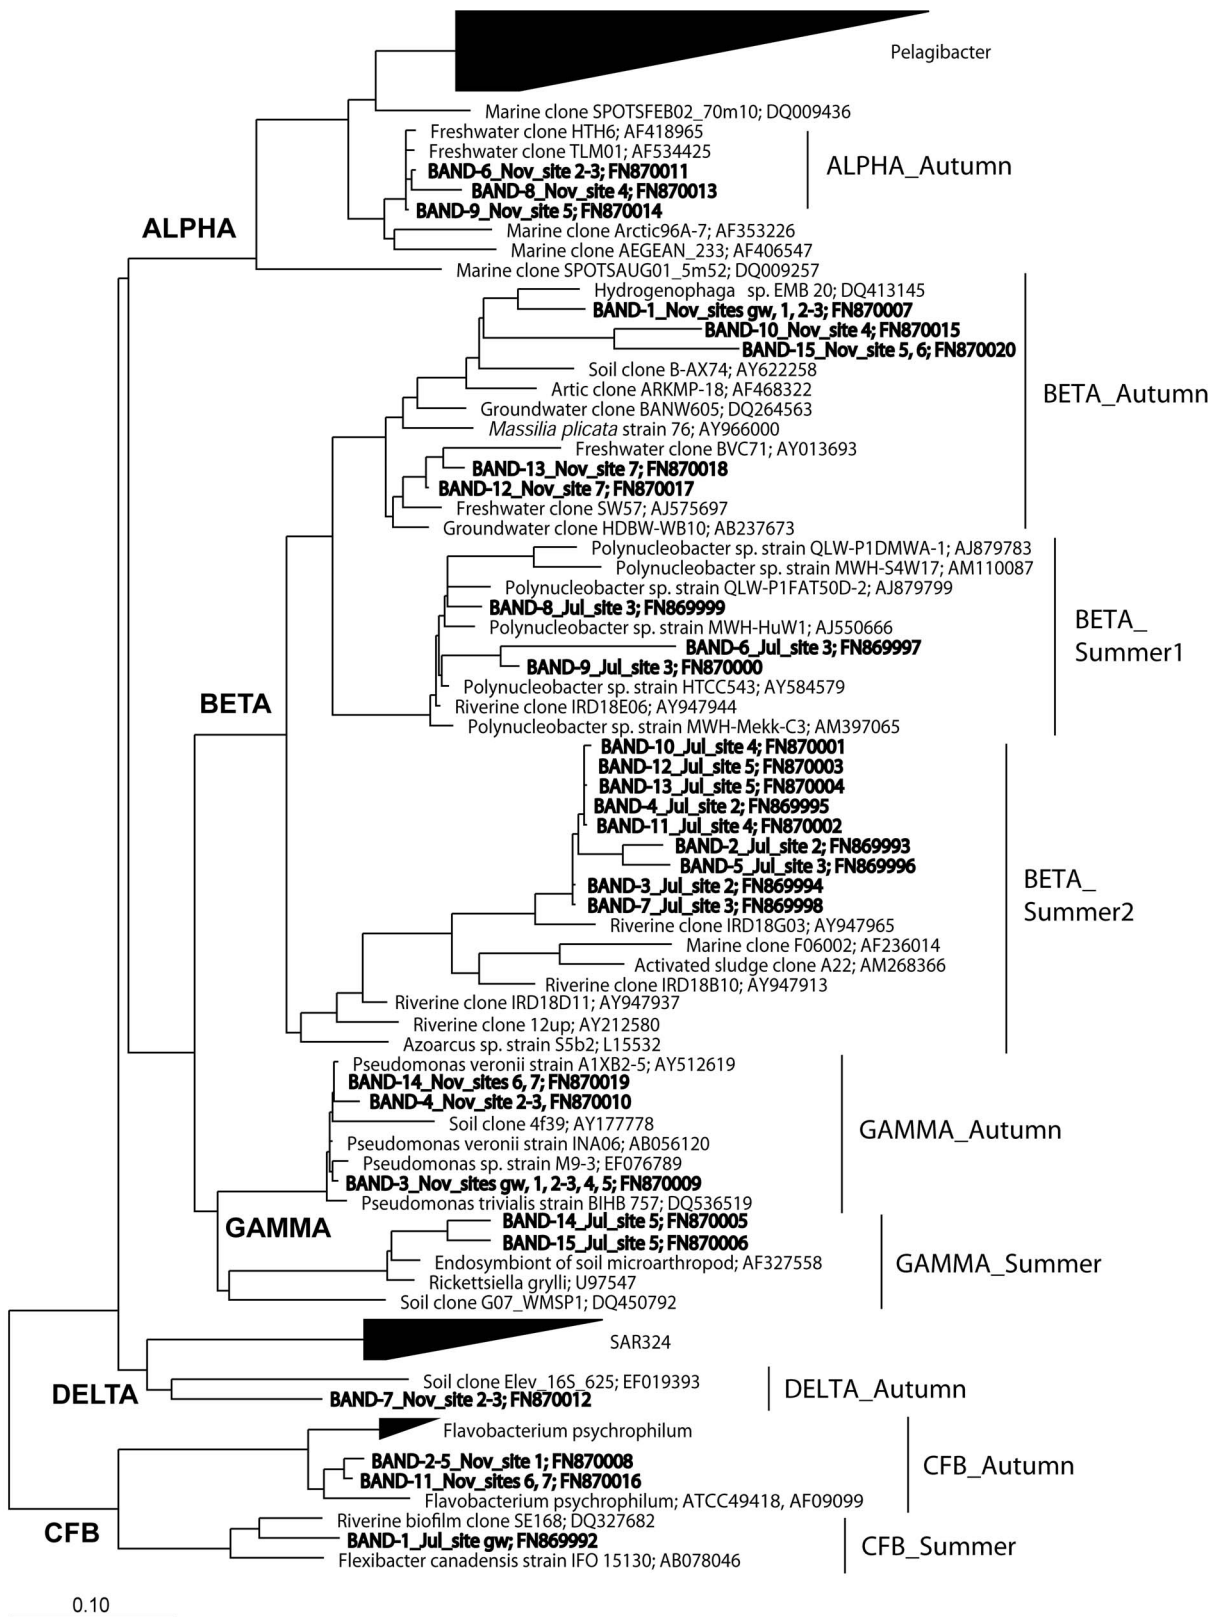 Pelagibacter
Marine clone SPOTSFEB02_70m10; DQ009436
Freshwater clone HTH6; AF418965
Freshwater clone TLM01; AF534425
ALPHA_Autumn
BAND-6_Nov_site 2-3; FN870011
BAND-8_Nov_site 4; FN870013
BAND-9_Nov_site 5; FN870014
ALPHA
Marine clone Arctic96A-7; AF353226
Marine clone AEGEAN_233; AF406547
Marine clone SPOTSAUG01_5m52; DQ009257
Hydrogenophaga sp. EMB 20; DQ413145
BAND-1_Nov_sites gw, 1, 2-3; FN870007
BAND-10_Nov_site 4; FN870015
BAND-15_Nov_site 5, 6; FN870020
Soil clone B-AX74; AY622258
Artic clone ARKMP-18; AF468322
BETA_Autumn
Groundwater clone BANW605; DQ264563
Massilia plicata strain 76; AY966000
Freshwater clone BVC71; AY013693
BAND-13_Nov_site 7; FN870018
BAND-12_Nov_site 7; FN870017
Freshwater clone SW57; AJ575697
Groundwater clone HDBW-WB10; AB237673
Polynucleobacter sp. strain QLW-P1DMWA-1; AJ879783
Polynucleobacter sp. strain MWH-S4W17; AM110087
Polynucleobacter sp. strain QLW-P1FAT50D-2; AJ879799
BAND-8_Jul_site 3; FN869999
BETA_
Summer1
Polynucleobacter sp. strain MWH-HuW1; AJ550666
BAND-6_Jul_site 3; FN869997
BAND-9_Jul_site 3; FN870000
Polynucleobacter sp. strain HTCC543; AY584579
BETA
Riverine clone IRD18E06; AY947944
Polynucleobacter sp. strain MWH-Mekk-C3; AM397065
BAND-10_Jul_site 4; FN870001
BAND-12_Jul_site 5; FN870003
BAND-13_Jul_site 5; FN870004
BAND-4_Jul_site 2; FN869995
BAND-11_Jul_site 4; FN870002
BAND-2_Jul_site 2; FN869993
BAND-5_Jul_site 3; FN869996
BETA_
Summer2
BAND-3_Jul_site 2; FN869994
BAND-7_Jul_site 3; FN869998
Riverine clone IRD18G03; AY947965
Marine clone F06002; AF236014
Activated sludge clone A22; AM268366
Riverine clone IRD18B10; AY947913
Riverine clone IRD18D11; AY947937
Riverine clone 12up; AY212580
Azoarcus sp. strain S5b2; L15532
Pseudomonas veronii strain A1XB2-5; AY512619
BAND-14_Nov_sites 6, 7; FN870019
BAND-4_Nov_site 2-3, FN870010
Soil clone 4f39; AY177778
GAMMA_Autumn
Pseudomonas veronii strain INA06; AB056120
Pseudomonas sp. strain M9-3; EF076789
BAND-3_Nov_sites gw, 1, 2-3, 4, 5; FN870009
Pseudomonas trivialis strain BIHB 757; DQ536519
GAMMA
BAND-14_Jul_site 5; FN870005
BAND-15_Jul_site 5; FN870006
Endosymbiont of soil microarthropod; AF327558
GAMMA_Summer
Rickettsiella grylli; U97547
Soil clone G07_WMSP1; DQ450792
SAR324
Soil clone Elev_16S_625; EF019393
DELTA
DELTA_Autumn
BAND-7_Nov_site 2-3; FN870012
Flavobacterium psychrophilum
BAND-2-5_Nov_site 1; FN870008
CFB_Autumn
BAND-11_Nov_sites 6, 7; FN870016
Flavobacterium psychrophilum; ATCC49418, AF09099
Riverine biofilm clone SE168; DQ327682
CFB
BAND-1_Jul_site gw; FN869992
CFB_Summer
Flexibacter canadensis strain IFO 15130; AB078046
0.10